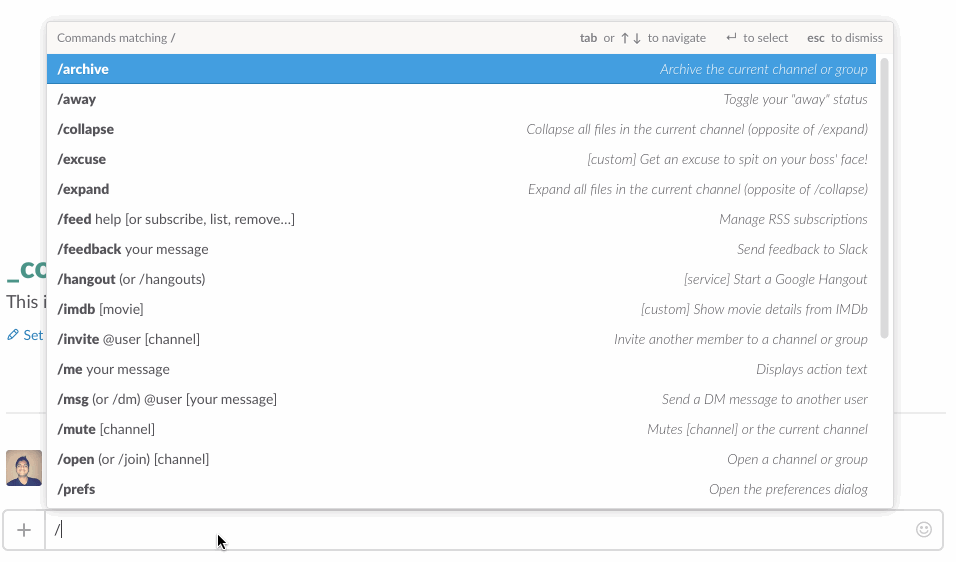 Commands matching /    tab or ↑ ↓ to navigate    ↵ to select    esc to dismiss
/archive    Archive the current channel or group
/away    Toggle your "away" status
/collapse    Collapse all files in the current channel (opposite of /expand)
/excuse    [custom] Get an excuse to spit on your boss' face!
/expand    Expand all files in the current channel (opposite of /collapse)
/feed help [or subscribe, list, remove...]    Manage RSS subscriptions
/feedback your message    Send feedback to Slack
/hangout (or /hangouts)    [service] Start a Google Hangout
_co
/imdb [movie]    [custom] Show movie details from IMDb
This i
/invite @user [channel]    Invite another member to a channel or group
Set
/me your message    Displays action text
/msg (or /dm) @user [your message]    Send a DM message to another user
/mute [channel]    Mutes [channel] or the current channel
/open (or /join) [channel]    Open a channel or group
/prefs    Open the preferences dialog
/